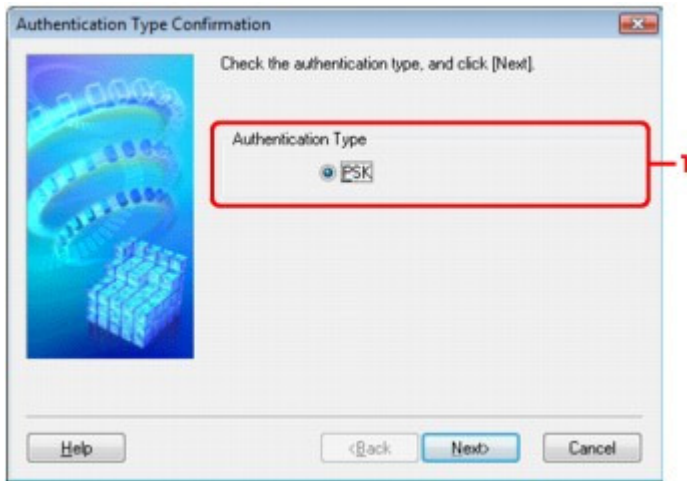 Authentication Type Confirmation
Check the authentication type, and click [Next].
Authentication Type
PSK
1
Help
<Back
Next>
Cancel